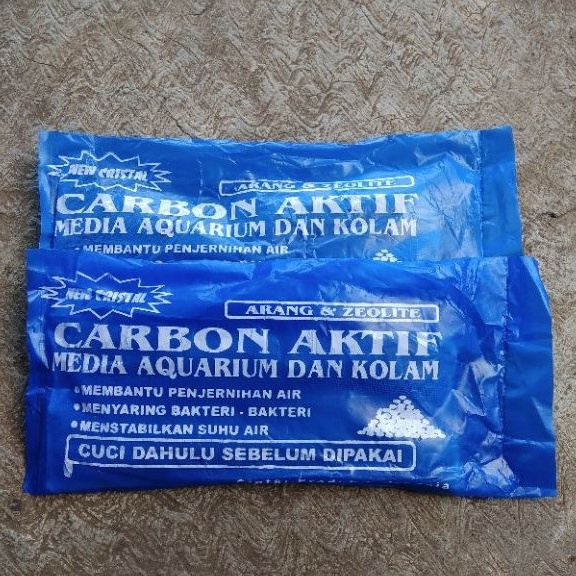 NEW CRISTAL
ARANG & ZEOLITE
CARBON AKTIF
MEDIA AQUARIUM DAN KOLAM
MEMBANTU PENJERNIHAN AIR
NEW CRISTAL
ARANG & ZEOLITE
CARBON AKTIF
MEDIA AQUARIUM DAN KOLAM
•MEMBANTU PENJERNIHAN AIR
•MENYARING BAKTERI - BAKTERI
•MENSTABILKAN SUHU AIR
CUCI DAHULU SEBELUM DIPAKAI